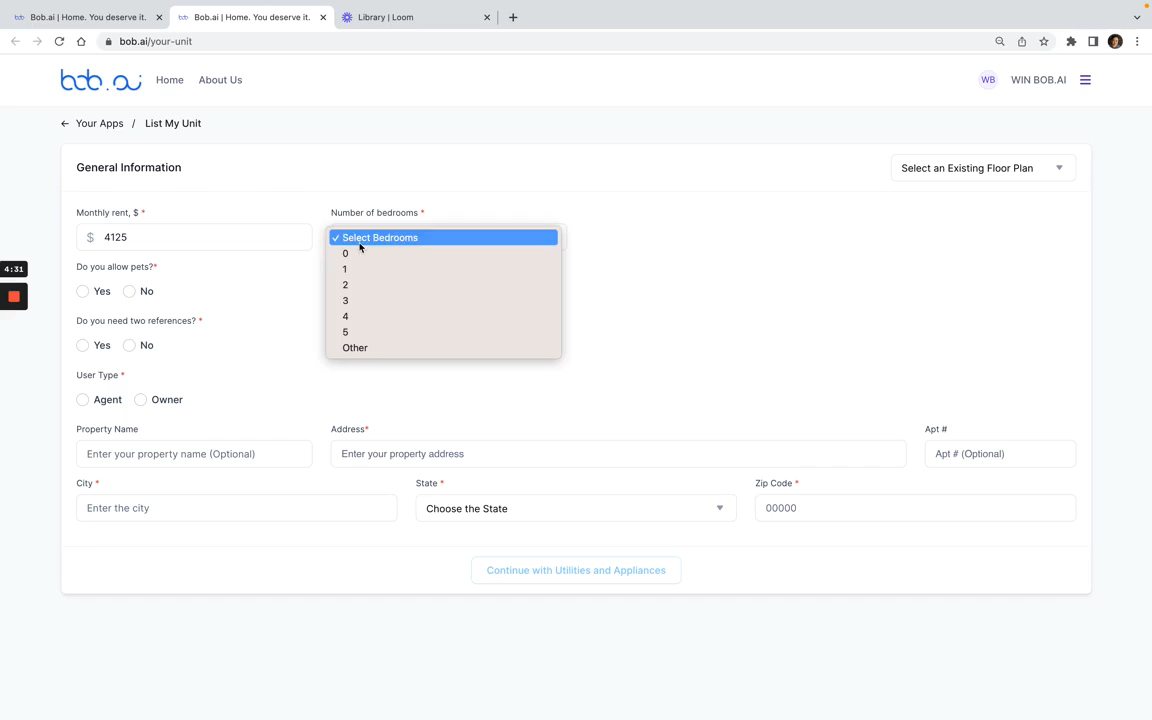 Bob.ai | Home. You deserve it.
Bob.ai | Home. You deserve it.
Library | Loom
bob.ai/your-unit
bob.ai
Home
About Us
WB
WIN BOB.AI
← Your Apps / List My Unit
General Information
Select an Existing Floor Plan
Monthly rent, $ *
Number of bedrooms *
$ 4125
✓ Select Bedrooms
0
1
2
3
4
5
Other
4:31
Do you allow pets?*
Yes
No
Do you need two references? *
Yes
No
User Type *
Agent
Owner
Property Name
Address*
Apt #
Enter your property name (Optional)
Enter your property address
Apt # (Optional)
City *
State *
Zip Code *
Enter the city
Choose the State
00000
Continue with Utilities and Appliances